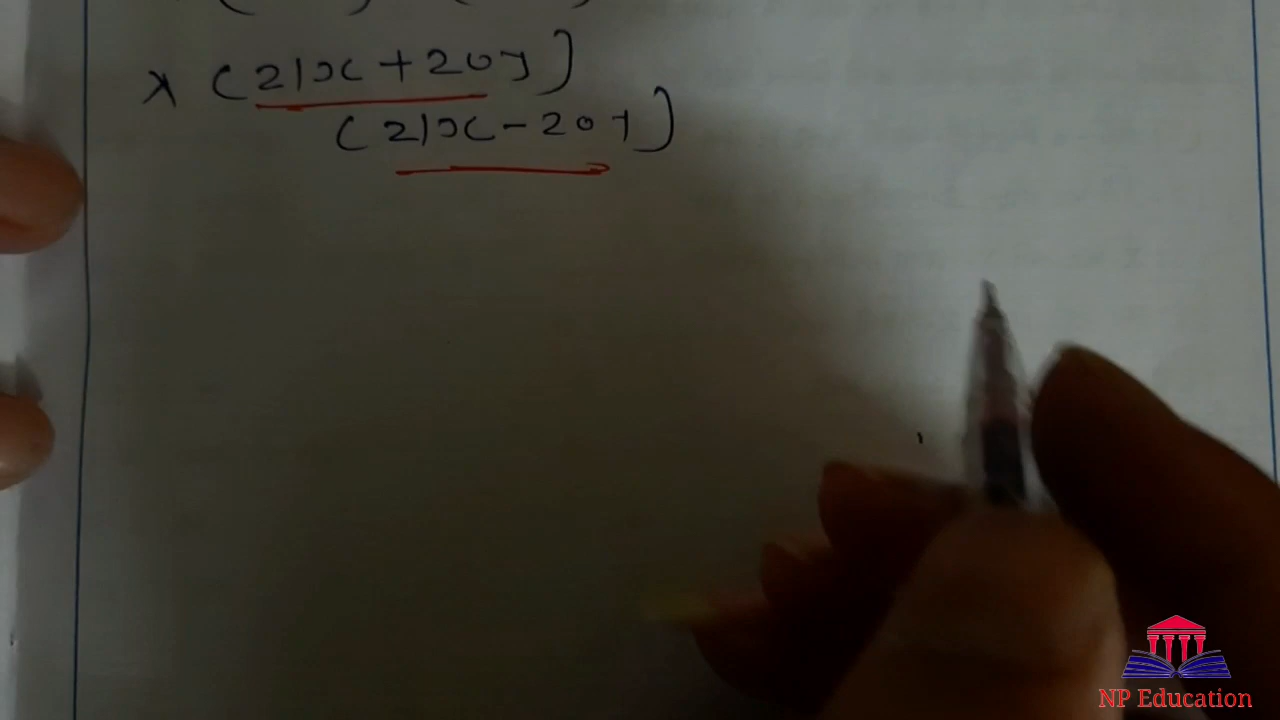 × (21x + 20y)
(21x - 20y)
NP Education